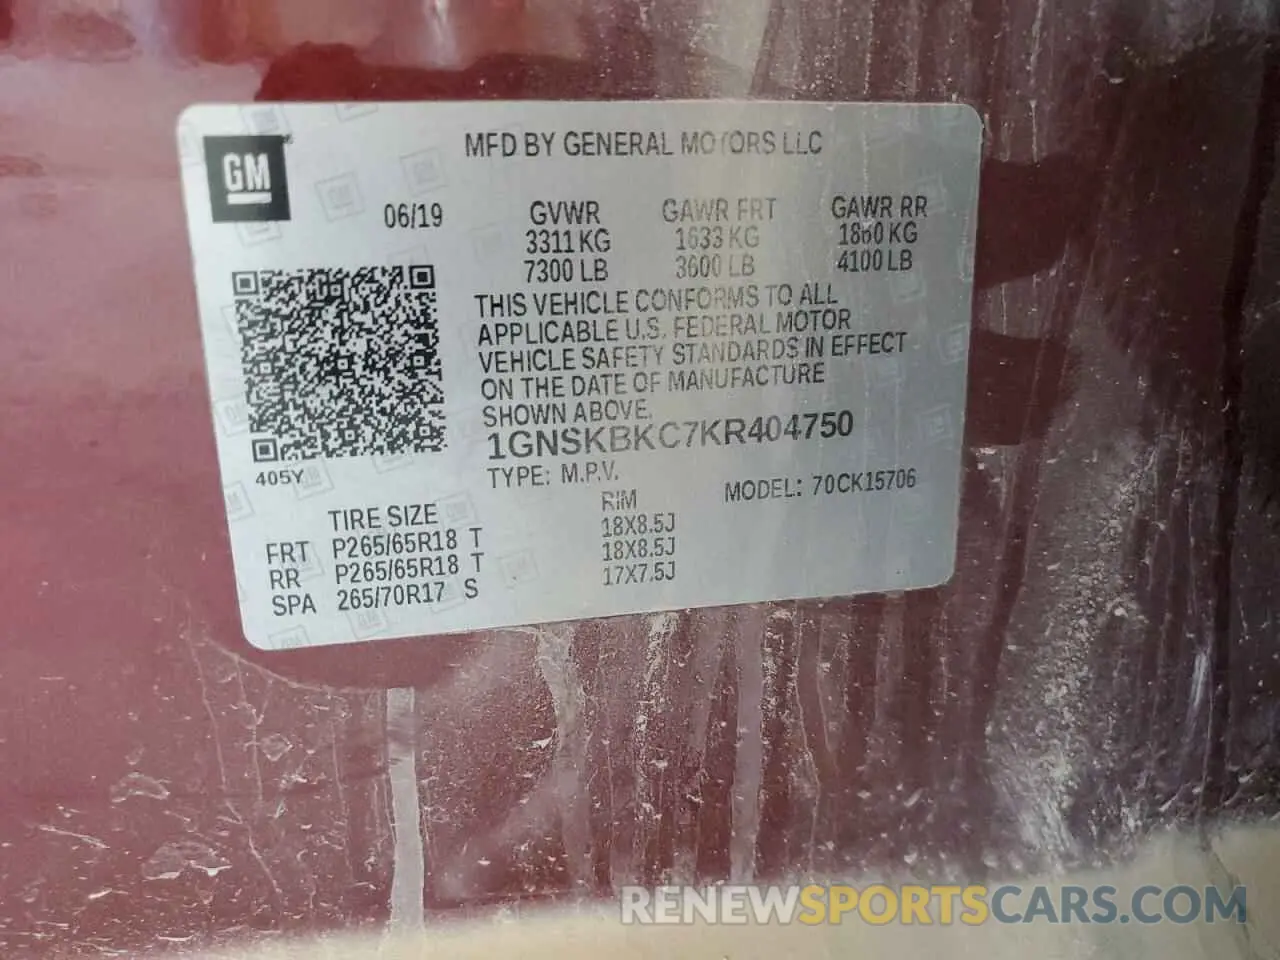 GM
MFD BY GENERAL MOTORS LLC
06/19 GVWR GAWR FRT GAWR RR
3311 KG 1633 KG 1860 KG
7300 LB 3600 LB 4100 LB
THIS VEHICLE CONFORMS TO ALL
APPLICABLE U.S. FEDERAL MOTOR
VEHICLE SAFETY STANDARDS IN EFFECT
ON THE DATE OF MANUFACTURE
SHOWN ABOVE.
1GNSKBKC7KR404750
405Y
TYPE: M.P.V. MODEL: 70CK15706
TIRE SIZE RIM
FRT P265/65R18 T 18X8.5J
RR P265/65R18 T 18X8.5J
SPA 265/70R17 S 17X7.5J
RENEWSPORTSCARS.COM